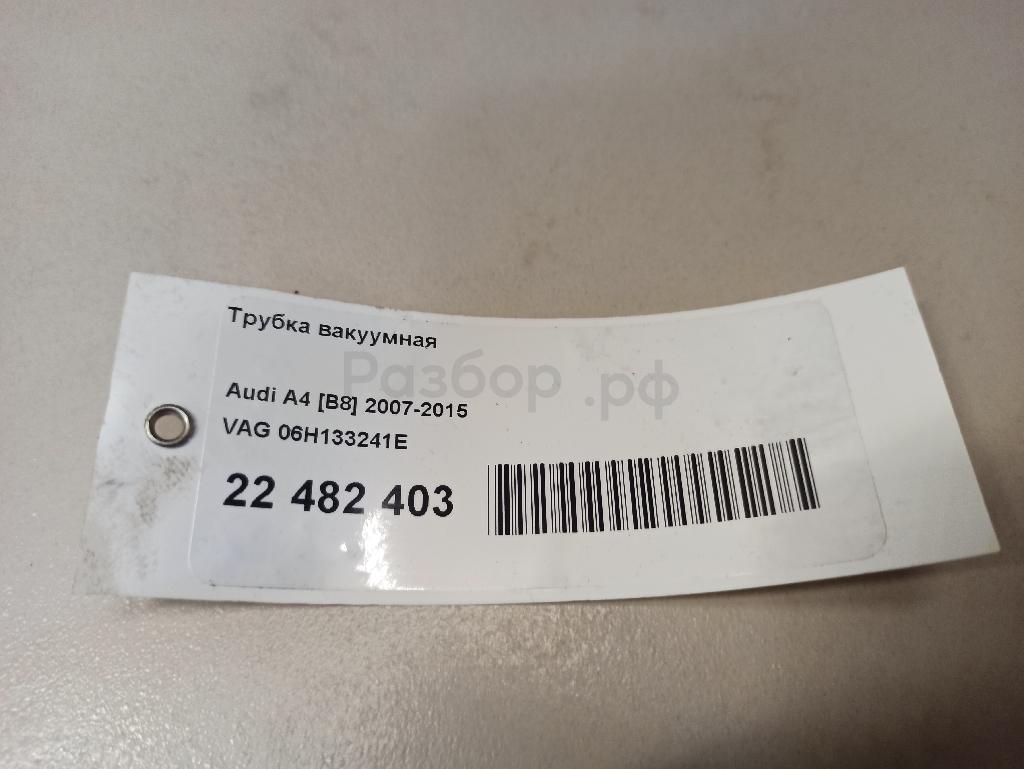 Трубка вакуумная
Разбор.рф
Audi A4 [B8] 2007-2015
VAG 06H133241E
22 482 403